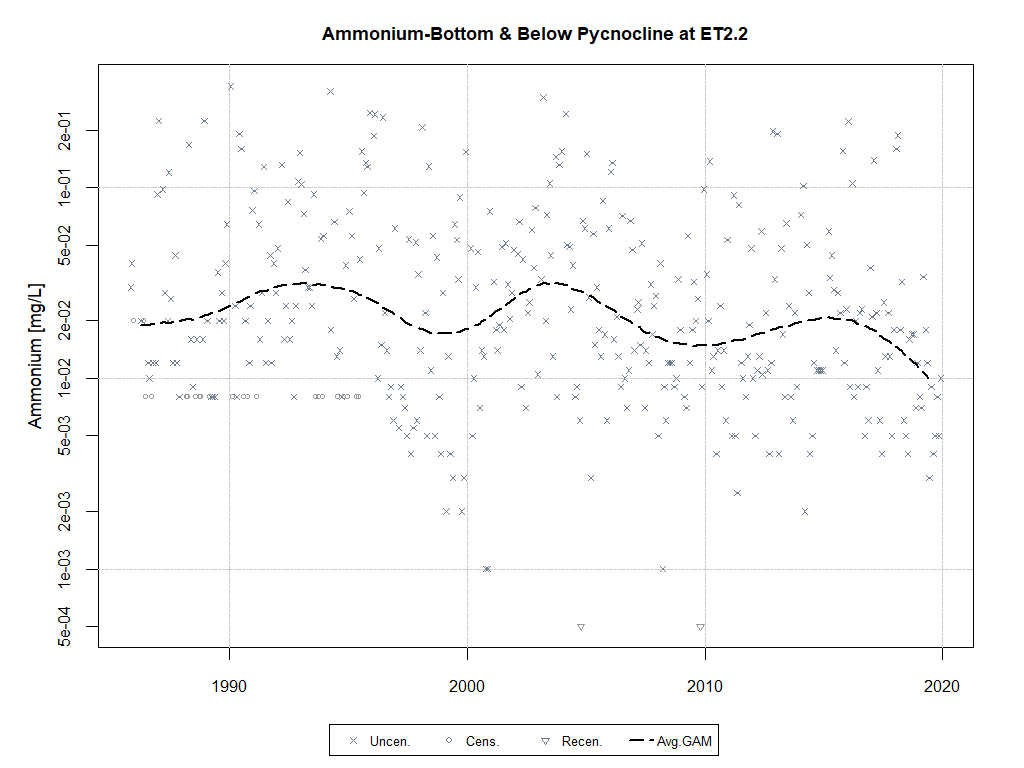 Ammonium-Bottom & Below Pycnocline at ET2.2
Ammonium [mg/L]
2e-01
1e-01
5e-02
2e-02
1e-02
5e-03
2e-03
1e-03
5e-04
1990 2000 2010 2020
Uncen. Cens. Recen. Avg.GAM